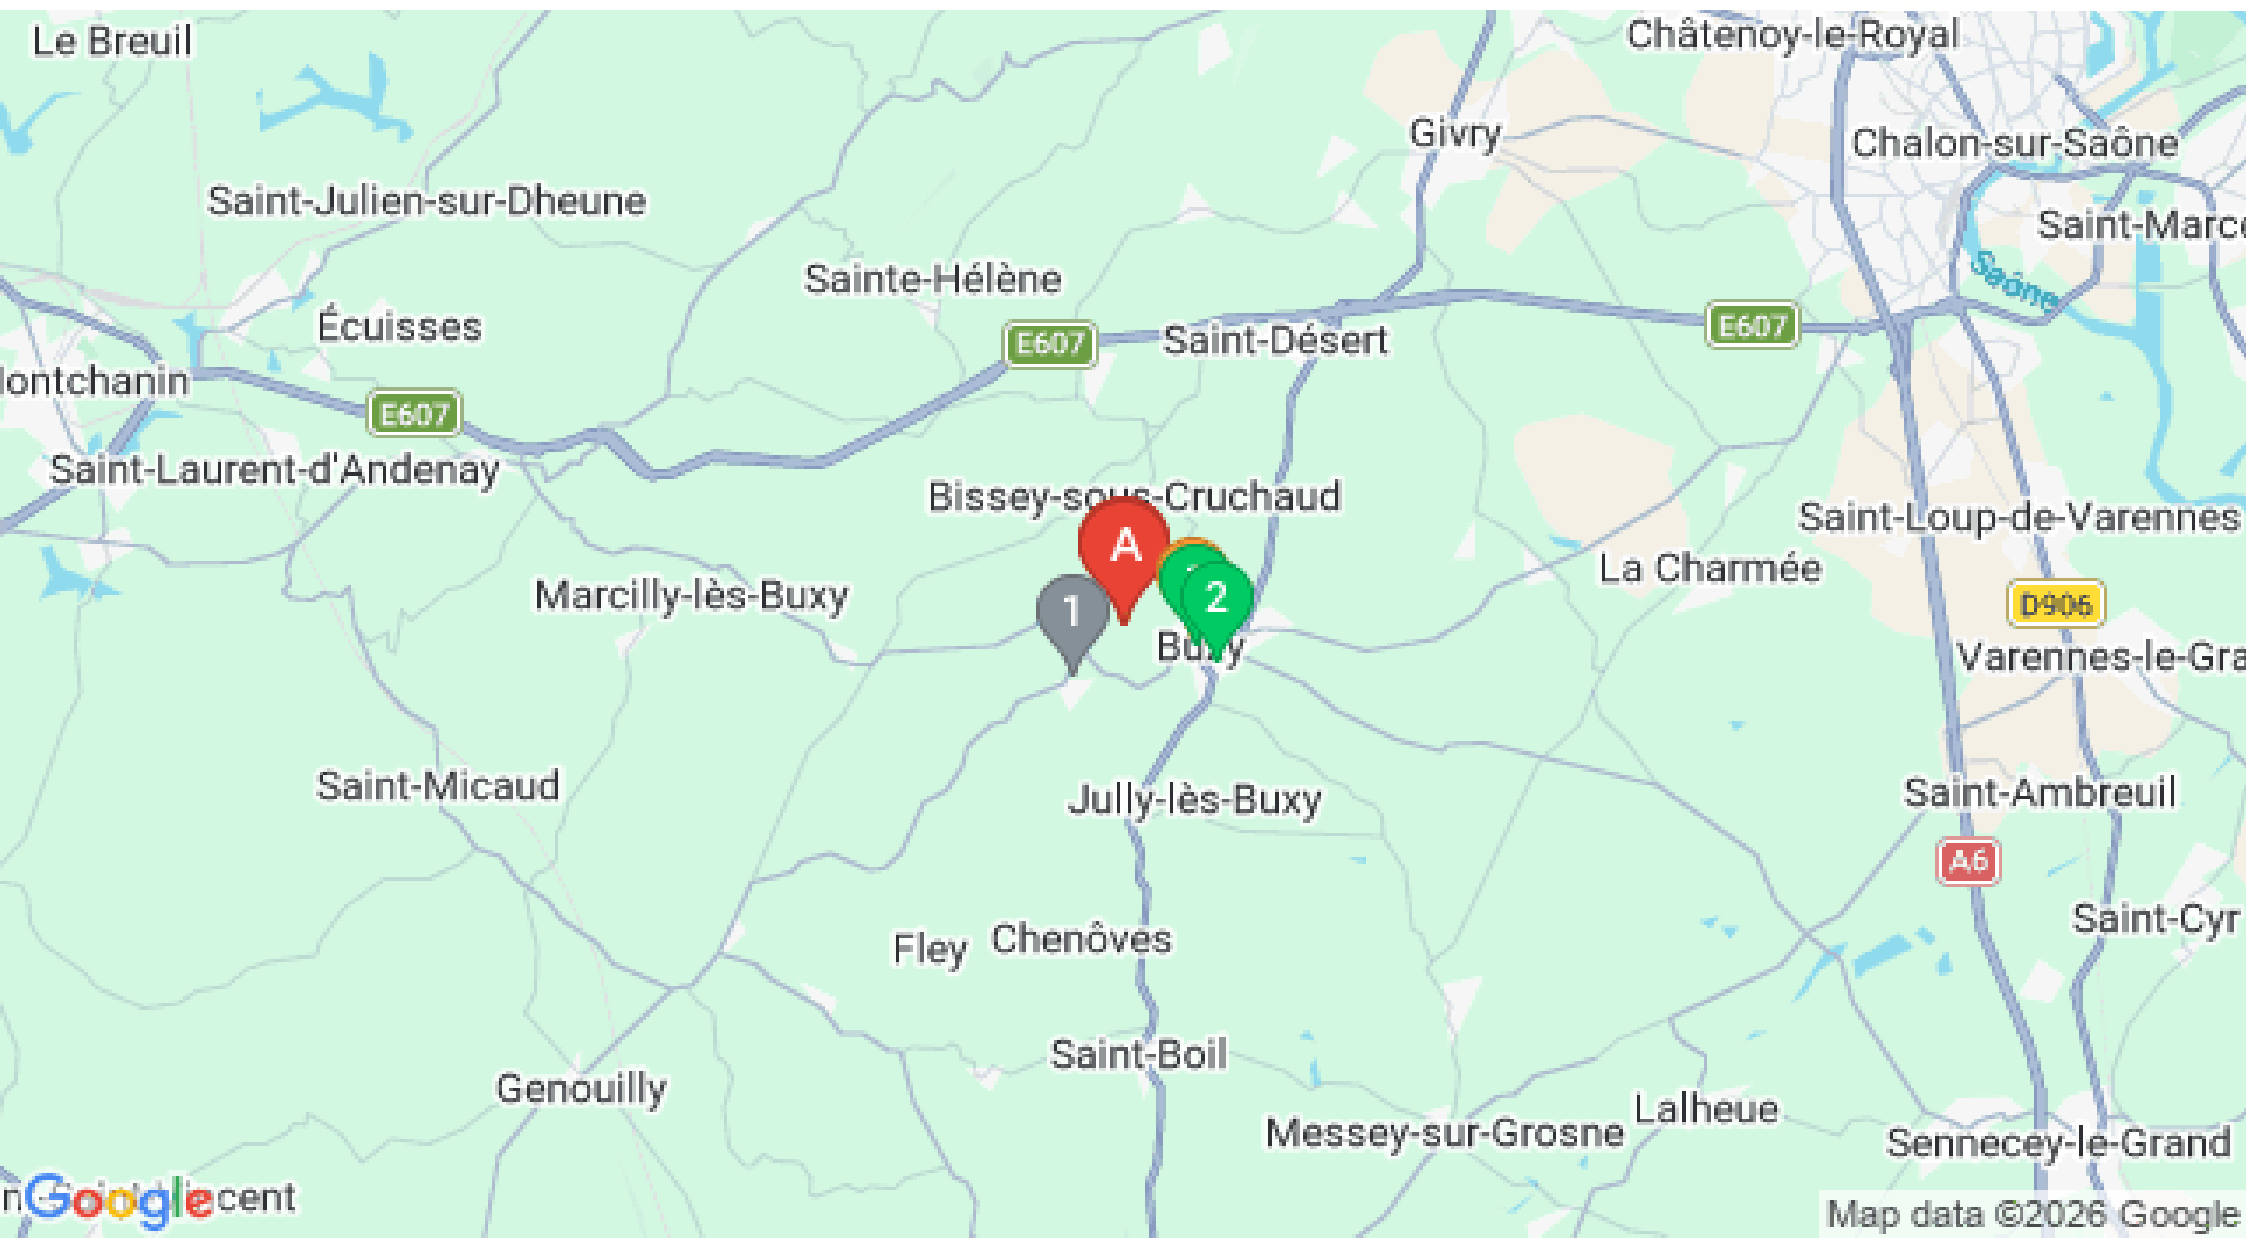 Le Breuil
Châtenoy-le-Royal
Givry
Chalon-sur-Saône
Saint-Julien-sur-Dheune
Saint-Marc
Sainte-Hélène
Saône
Écuisses
E607
E607
Saint-Désert
ontchanin
E607
Saint-Laurent-d'Andenay
Bissey-sous-Cruchaud
Saint-Loup-de-Varennes
A
La Charmée
Marcilly-lès-Buxy
1
2
D906
Buxy
Varennes-le-Gra
Saint-Micaud
Jully-lès-Buxy
Saint-Ambreuil
A6
Saint-Cyr
Fley
Chenôves
Saint-Boil
Genouilly
Lalheue
Messey-sur-Grosne
Sennecey-le-Grand
Google
cent
Map data ©2026 Google